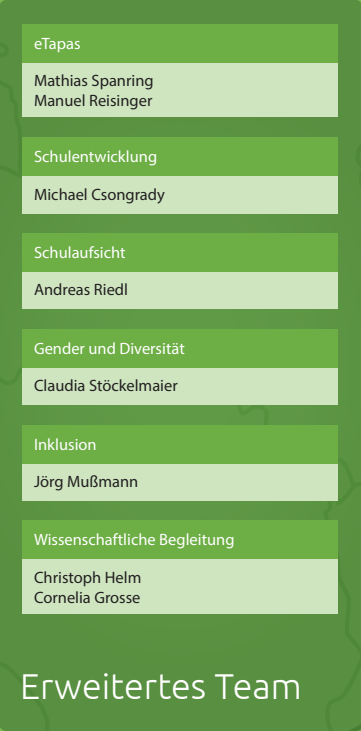 eTapas
Mathias Spanring
Manuel Reisinger
Schulentwicklung
Michael Csongrady
Schulaufsicht
Andreas Riedl
Gender und Diversität
Claudia Stöckelmaier
Inklusion
Jörg Mußmann
Wissenschaftliche Begleitung
Christoph Helm
Cornelia Grosse
Erweitertes Team